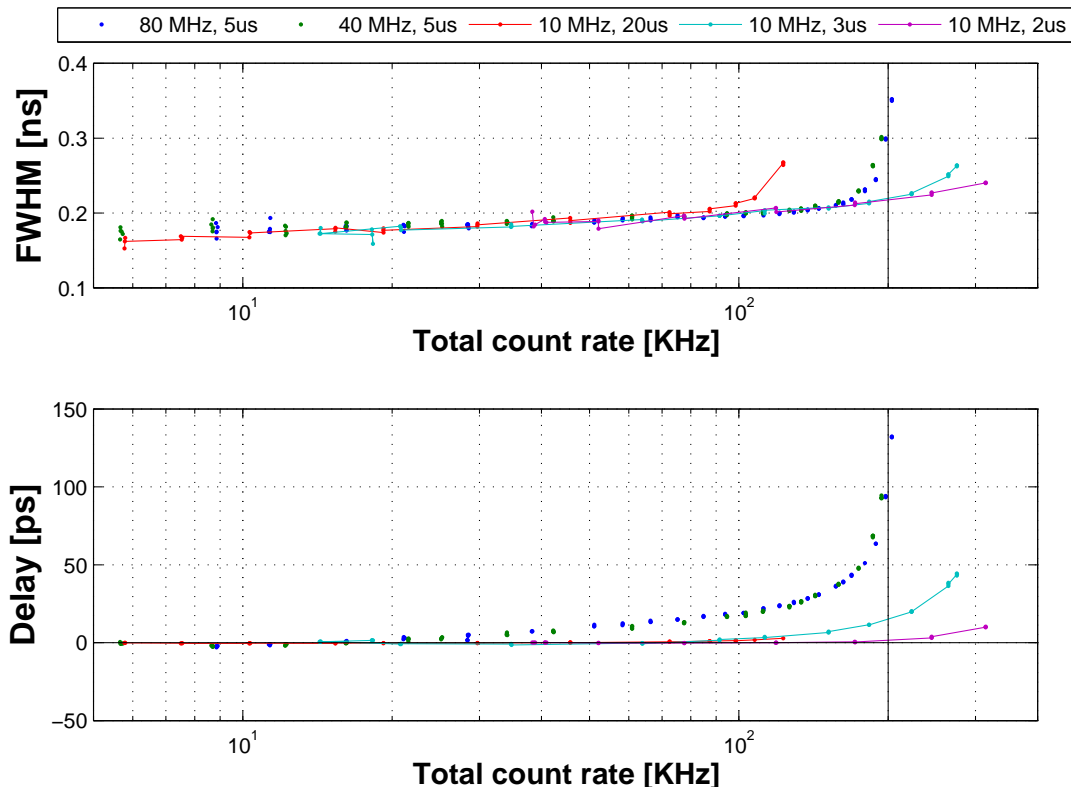 80 MHz, 5us 40 MHz, 5us 10 MHz, 20us 10 MHz, 3us 10 MHz, 2us
0.4
0.3
0.2
0.1
FWHM [ns]
10^1 10^2
Total count rate [KHz]
150
100
50
0
−50
Delay [ps]
10^1 10^2
Total count rate [KHz]